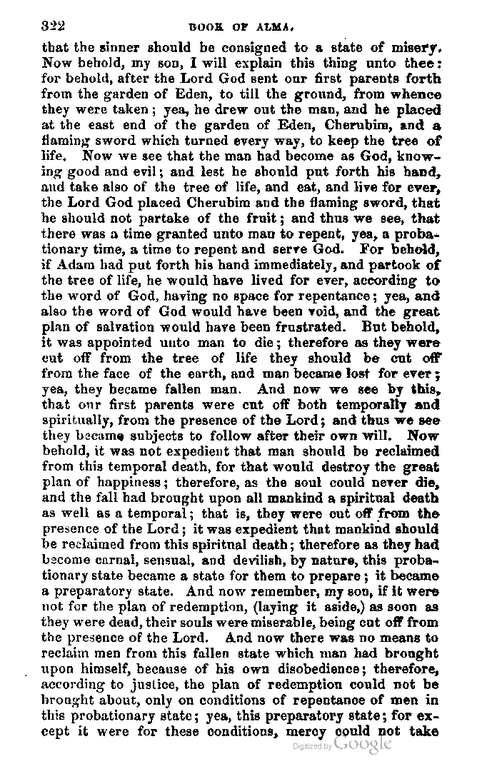 322 BOOK OF ALMA.
that the sinner should be consigned to a state of misery.
Now behold, my son, I will explain this thing unto thee:
for behold, after the Lord God sent our first parents forth
from the garden of Eden, to till the ground, from whence
they were taken; yea, he drew out the man, and he placed
at the east end of the garden of Eden, Cherubim, and a
flaming sword which turned every way, to keep the tree of
life. Now we see that the man had become as God, know-
ing good and evil; and lest he should put forth his hand,
and take also of the tree of life, and eat, and live for ever,
the Lord God placed Cherubim and the flaming sword, that
he should not partake of the fruit; and thus we see, that
there was a time granted unto man to repent, yea, a proba-
tionary time, a time to repent and serve God. For behold,
if Adam had put forth his hand immediately, and partook of
the tree of life, he would have lived for ever, according to
the word of God, having no space for repentance; yea, and
also the word of God would have been void, and the great
plan of salvation would have been frustrated. But behold,
it was appointed unto man to die; therefore as they were
cut off from the tree of life they should be cut off
from the face of the earth, and man became lost for ever;
yea, they became fallen man. And now we see by this,
that our first parents were cut off both temporally and
spiritually, from the presence of the Lord; and thus we see
they became subjects to follow after their own will. Now
behold, it was not expedient that man should be reclaimed
from this temporal death, for that would destroy the great
plan of happiness; therefore, as the soul could never die,
and the fall had brought upon all mankind a spiritual death
as well as a temporal; that is, they were cut off from the
presence of the Lord; it was expedient that mankind should
be reclaimed from this spiritual death; therefore as they had
become carnal, sensual, and devilish, by nature, this proba-
tionary state became a state for them to prepare; it became
a preparatory state. And now remember, my son, if it were
not for the plan of redemption, (laying it aside,) as soon as
they were dead, their souls were miserable, being cut off from
the presence of the Lord. And now there was no means to
reclaim men from this fallen state which man had brought
upon himself, because of his own disobedience; therefore,
according to justice, the plan of redemption could not be
brought about, only on conditions of repentance of men in
this probationary state; yea, this preparatory state; for ex-
cept it were for these conditions, mercy could not take
Digitized by Google